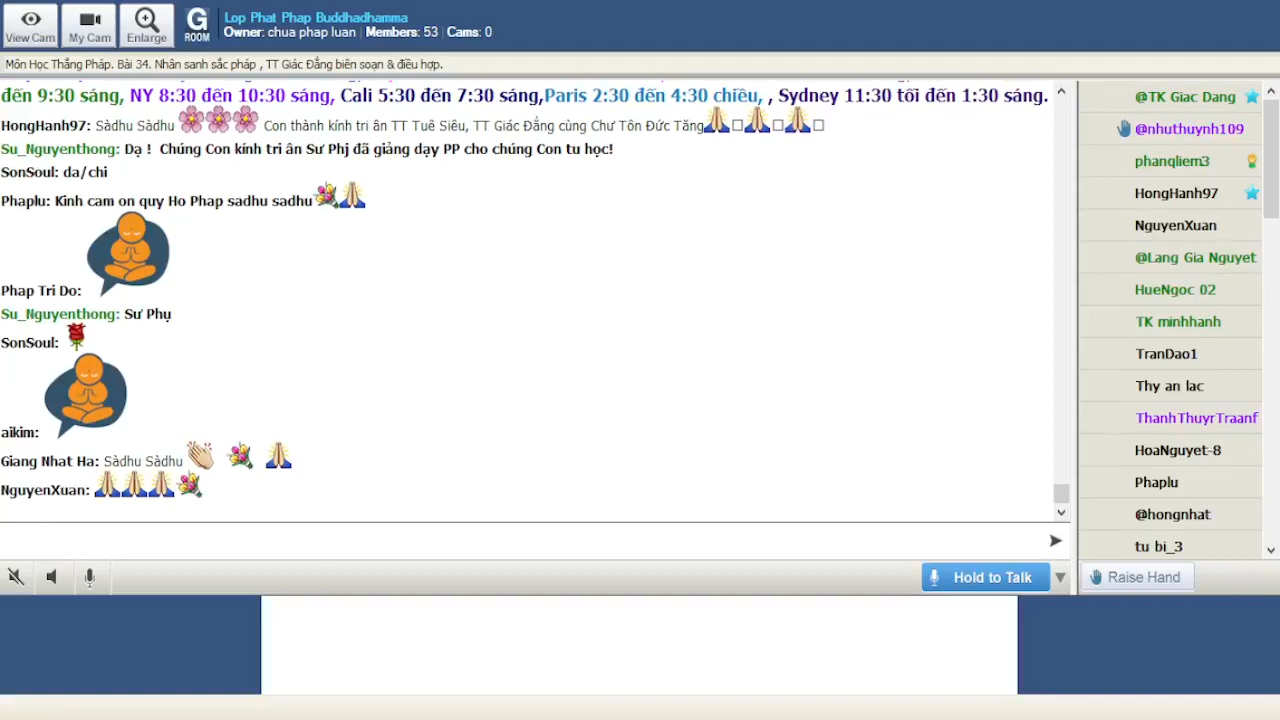 View Cam
My Cam
Enlarge
G
ROOM
Lop Phat Phap Buddhadhamma
Owner: chua phap luan | Members: 53 | Cams: 0
Môn Học Thắng Pháp. Bài 34. Nhân sanh sắc pháp , TT Giác Đẳng biên soạn & điều hợp.
đến 9:30 sáng, NY 8:30 đến 10:30 sáng, Cali 5:30 đến 7:30 sáng,Paris 2:30 đến 4:30 chiều, , Sydney 11:30 tối đến 1:30 sáng.
HongHanh97: Sàdhu Sàdhu Con thành kính tri ân TT Tuê Siêu, TT Giác Đẳng cùng Chư Tôn Đức Tăng
Su_Nguyenthong: Dạ ! Chúng Con kính tri ân Sư Phj đã giảng dạy PP cho chúng Con tu học!
SonSoul: da/chi
Phaplu: Kinh cam on quy Ho Phap sadhu sadhu
Phap Tri Do:
Su_Nguyenthong: Sư Phụ
SonSoul:
aikim:
Giang Nhat Ha: Sàdhu Sàdhu
NguyenXuan:
@TK Giac Dang
@nhuthuynh109
phanqliem3
HongHanh97
NguyenXuan
@Lang Gia Nguyet
HueNgoc 02
TK minhhanh
TranDao1
Thy an lac
ThanhThuyrTraanf
HoaNguyet-8
Phaplu
@hongnhat
tu bi_3
Hold to Talk
Raise Hand